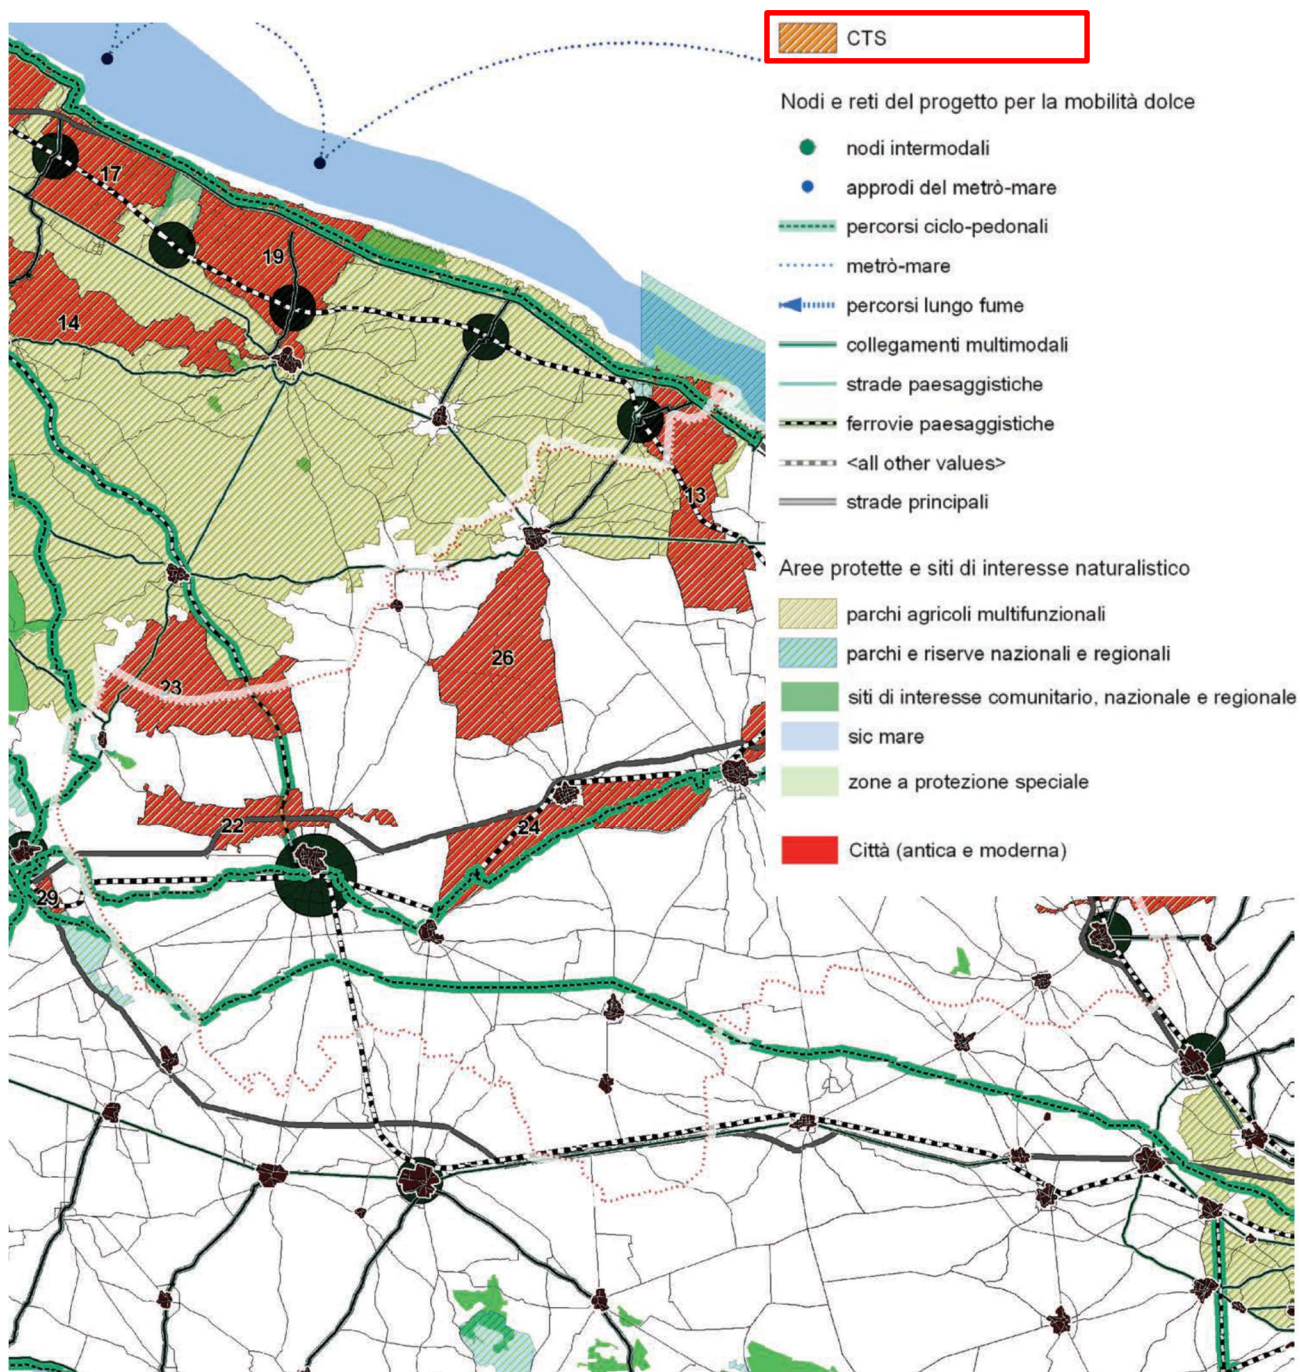 CTS
Nodi e reti del progetto per la mobilità dolce
nodi intermodali
approdi del metrò-mare
percorsi ciclo-pedonali
metrò-mare
percorsi lungo fume
collegamenti multimodali
strade paesaggistiche
ferrovie paesaggistiche
<all other values>
strade principali
Aree protette e siti di interesse naturalistico
parchi agricoli multifunzionali
parchi e riserve nazionali e regionali
siti di interesse comunitario, nazionale e regionale
sic mare
zone a protezione speciale
Città (antica e moderna)
17
19
14
13
26
23
22
24
29